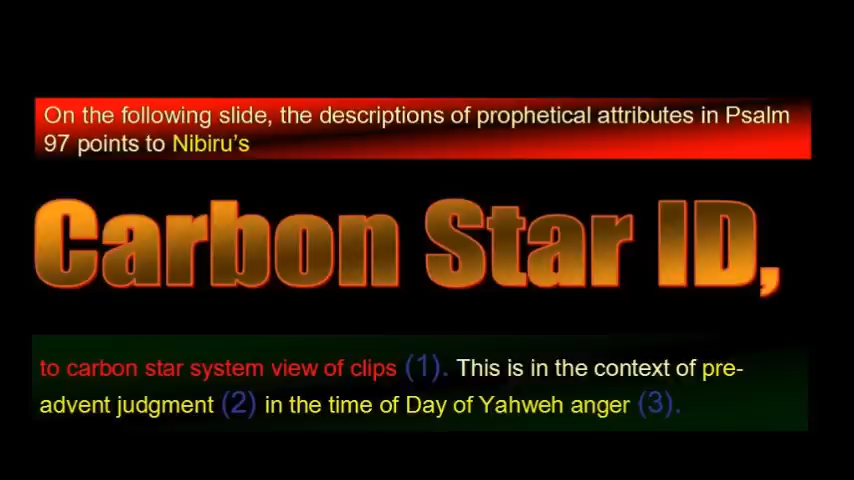 On the following slide, the descriptions of prophetical attributes in Psalm
97 points to Nibiru's
Carbon Star ID,
to carbon star system view of clips (1). This is in the context of pre-
advent judgment (2) in the time of Day of Yahweh anger (3).